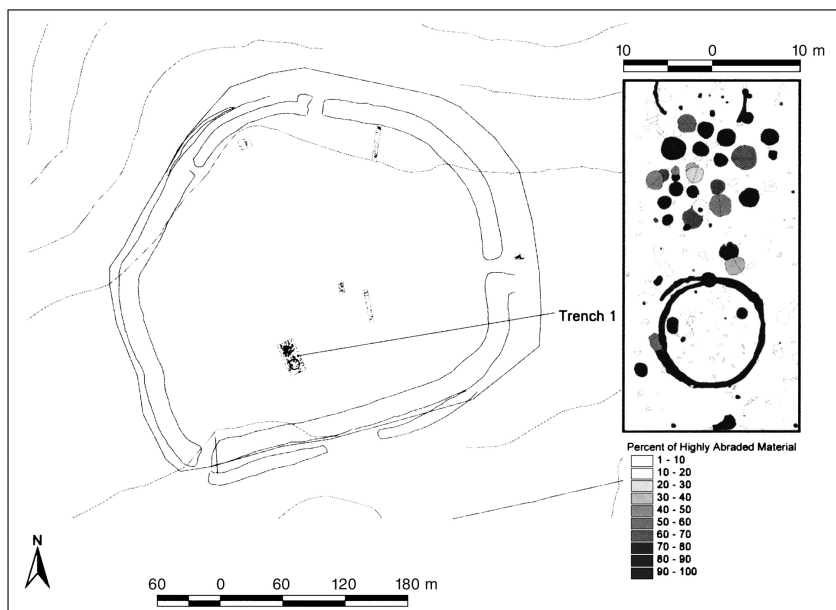 10 0 10 m
Trench 1
Percent of Highly Abraded Material
1 - 10
10 - 20
20 - 30
30 - 40
40 - 50
50 - 60
60 - 70
70 - 80
80 - 90
90 - 100
N
60 0 60 120 180 m